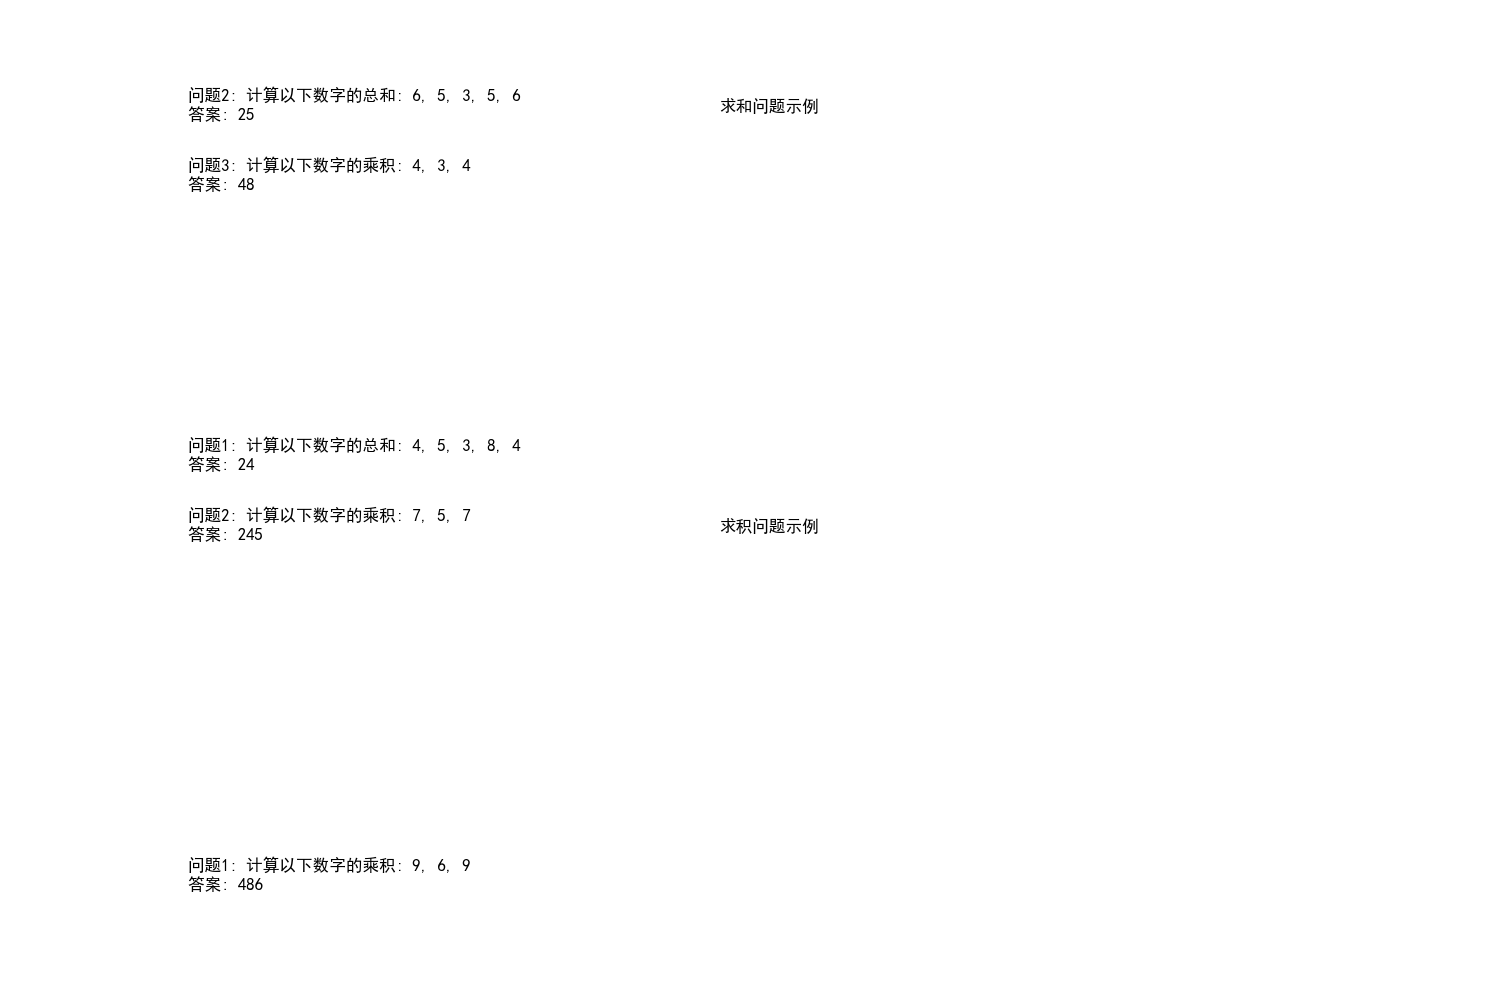 问题2: 计算以下数字的总和: 6, 5, 3, 5, 6
答案: 25
求和问题示例
问题3: 计算以下数字的乘积: 4, 3, 4
答案: 48
问题1: 计算以下数字的总和: 4, 5, 3, 8, 4
答案: 24
问题2: 计算以下数字的乘积: 7, 5, 7
答案: 245
求积问题示例
问题1: 计算以下数字的乘积: 9, 6, 9
答案: 486